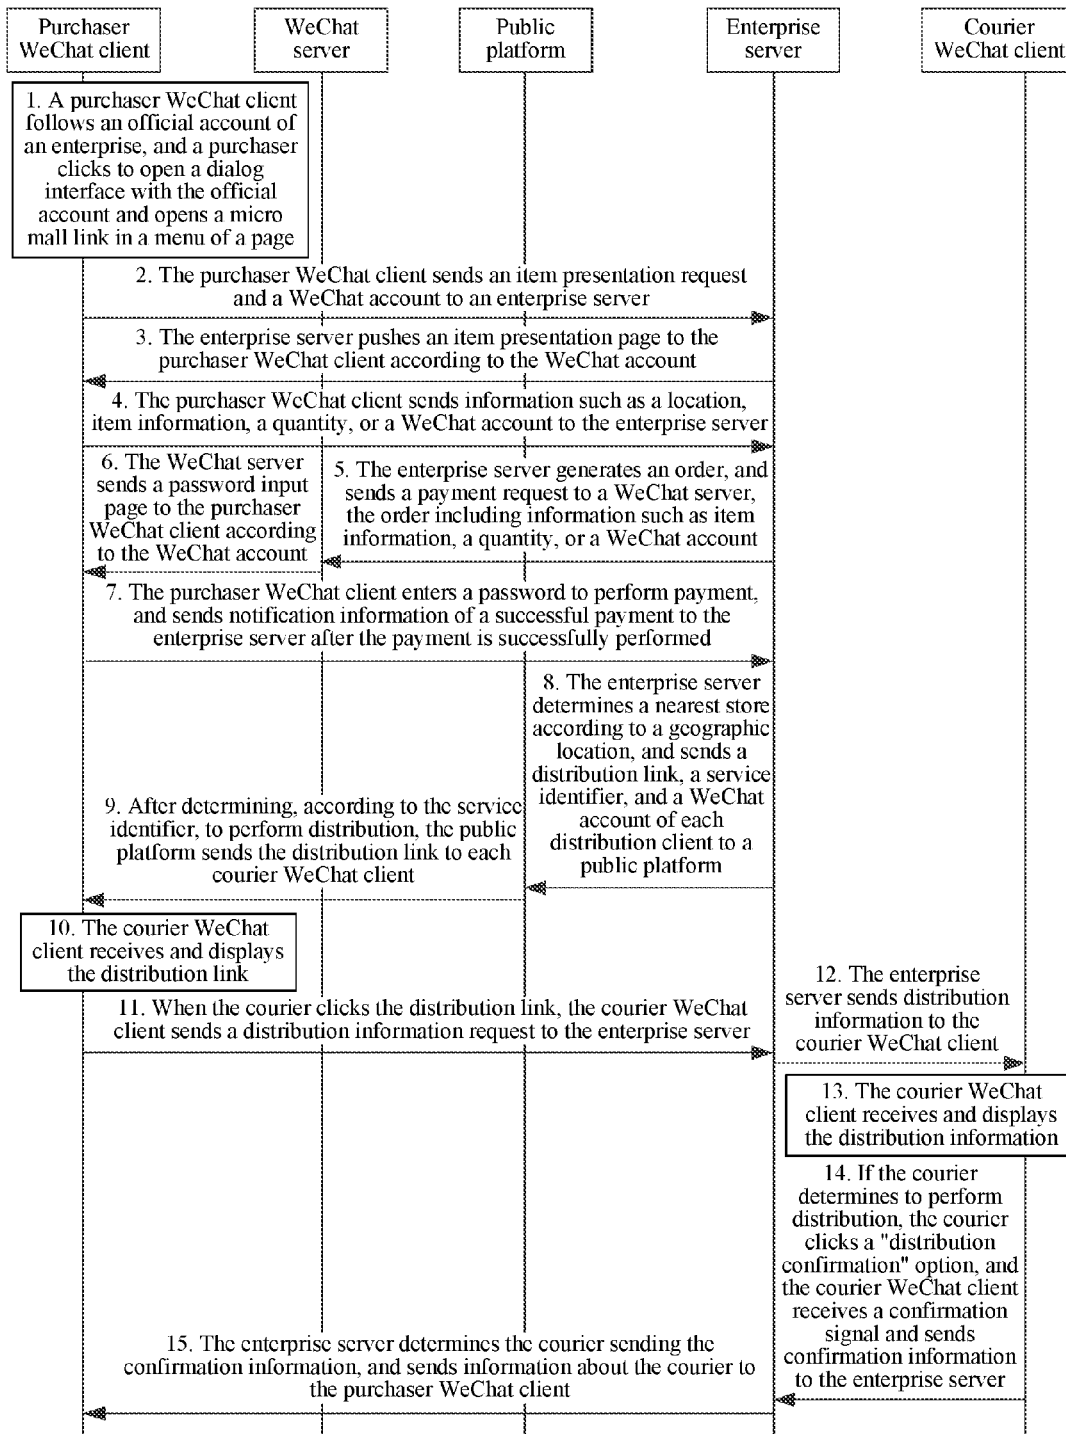 Purchaser
WeChat client
WeChat
server
Public
platform
Enterprise
server
Courier
WeChat client
1. A purchaser WeChat client
follows an official account of
an enterprise, and a purchaser
clicks to open a dialog
interface with the official
account and opens a micro
mall link in a menu of a page
2. The purchaser WeChat client sends an item presentation request
and a WeChat account to an enterprise server
3. The enterprise server pushes an item presentation page to the
purchaser WeChat client according to the WeChat account
4. The purchaser WeChat client sends information such as a location,
item information, a quantity, or a WeChat account to the enterprise server
5. The enterprise server generates an order, and
sends a payment request to a WeChat server,
the order including information such as item
information, a quantity, or a WeChat account
6. The WeChat server
sends a password input
page to the purchaser
WeChat client according
to the WeChat account
7. The purchaser WeChat client enters a password to perform payment,
and sends notification information of a successful payment to the
enterprise server after the payment is successfully performed
8. The enterprise server
determines a nearest store
according to a geographic
location, and sends a
distribution link, a service
identifier, and a WeChat
account of each
distribution client to a
public platform
9. After determining, according to the service
identifier, to perform distribution, the public
platform sends the distribution link to each
courier WeChat client
10. The courier WeChat
client receives and displays
the distribution link
11. When the courier clicks the distribution link, the courier WeChat
client sends a distribution information request to the enterprise server
12. The enterprise
server sends distribution
information to the
courier WeChat client
13. The courier WeChat
client receives and displays
the distribution information
14. If the courier
determines to perform
distribution, the courier
clicks a "distribution
confirmation" option, and
the courier WeChat client
receives a confirmation
signal and sends
confirmation information
to the enterprise server
15. The enterprise server determines the courier sending the
confirmation information, and sends information about the courier to
the purchaser WeChat client